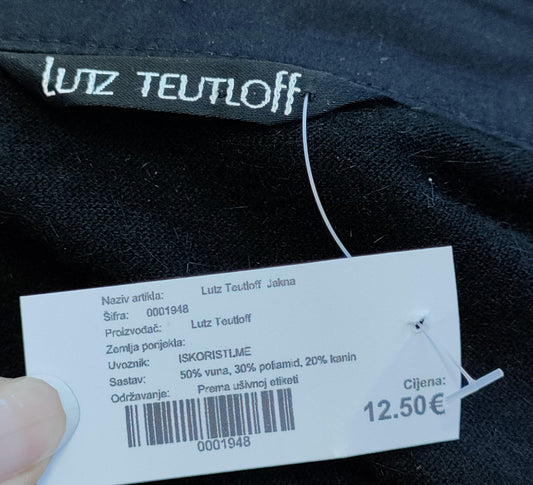 LUTZ TEUTLOff
Naziv artikla: Lutz Teutloff Jakna
Šifra: 0001948
Proizvođač: Lutz Teutloff
Zemlja porijekla:
Uvoznik: ISKORISTI.ME
Sastav: 50% vuna, 30% poliamid, 20% kanin
Održavanje: Prema ušivnoj etiketi
0001948
Cijena:
12.50€